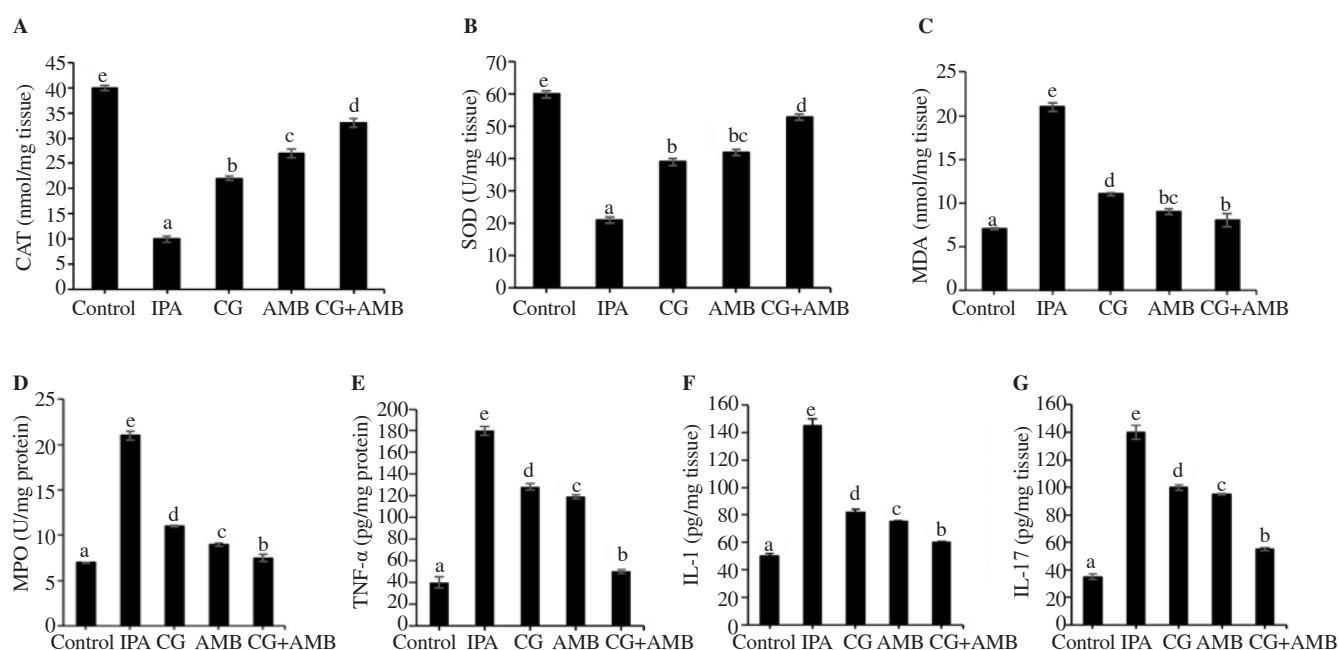 A
CAT (nmol/mg tissue)
45
40
35
30
25
20
15
10
5
0
e
a
b
c
d
Control IPA CG AMB CG+AMB
B
SOD (U/mg tissue)
70
60
50
40
30
20
10
0
e
a
b
bc
d
Control IPA CG AMB CG+AMB
C
MDA (nmol/mg tissue)
25
20
15
10
5
0
a
e
d
bc
b
Control IPA CG AMB CG+AMB
D
MPO (U/mg protein)
25
20
15
10
5
0
a
e
d
c
b
Control IPA CG AMB CG+AMB
E
TNF-α (pg/mg protein)
200
180
160
140
120
100
80
60
40
20
0
a
e
d
c
b
Control IPA CG AMB CG+AMB
F
IL-1 (pg/mg tissue)
160
140
120
100
80
60
40
20
0
a
e
d
c
b
Control IPA CG AMB CG+AMB
G
IL-17 (pg/mg tissue)
160
140
120
100
80
60
40
20
0
a
e
d
c
b
Control IPA CG AMB CG+AMB